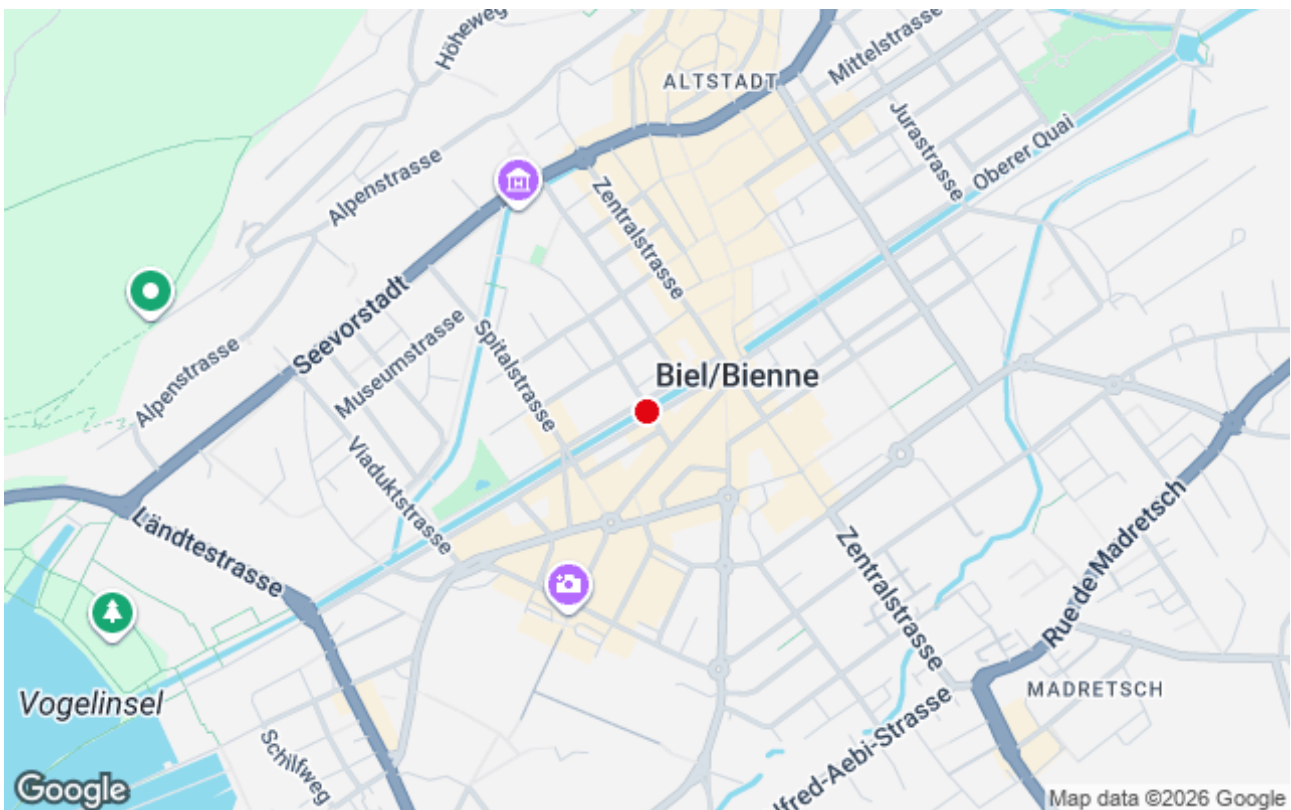 Höheweg
Mittelstrasse
ALTSTADT
Jurastrasse
Oberer Quai
Alpenstrasse
Zentralstrasse
Seevorstadt
Museumstrasse
Spitalstrasse
Alpenstrasse
Biel/Bienne
Viaduktstrasse
Ländtestrasse
Zentralstrasse
Rue de Madretsch
Vogelinsel
MADRETSCH
Schilfweg
lfred-Aebi-Strasse
Google
Map data ©2026 Google